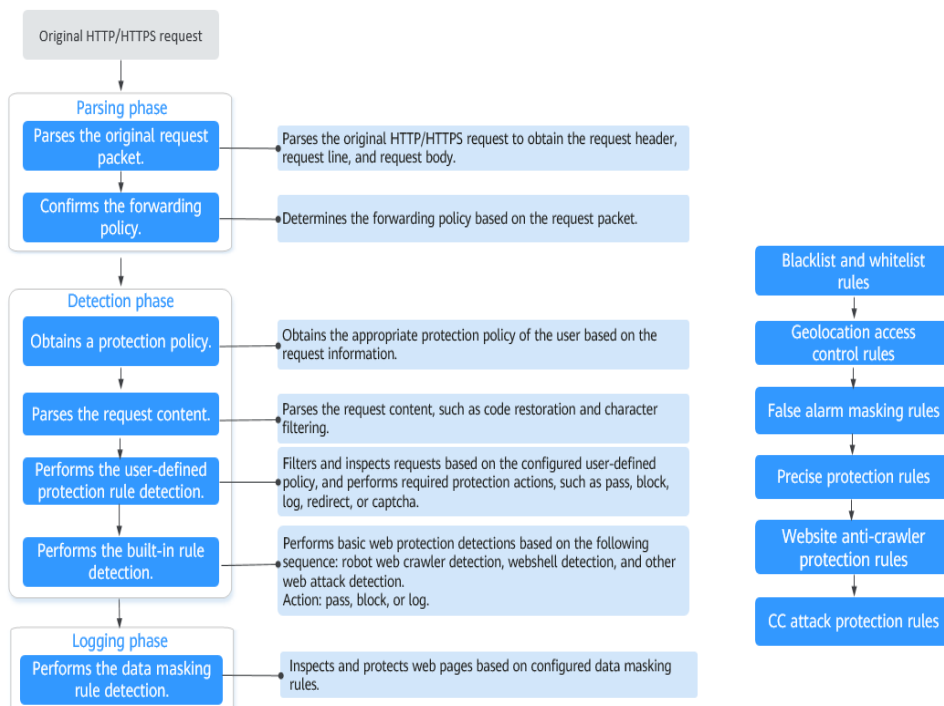 Original HTTP/HTTPS request
Parsing phase
Parses the original request
packet.
Parses the original HTTP/HTTPS request to obtain the request header,
request line, and request body.
Confirms the forwarding
policy.
Determines the forwarding policy based on the request packet.
Detection phase
Obtains a protection policy.
Obtains the appropriate protection policy of the user based on the
request information.
Parses the request content.
Parses the request content, such as code restoration and character
filtering.
Performs the user-defined
protection rule detection.
Filters and inspects requests based on the configured user-defined
policy, and performs required protection actions, such as pass, block,
log, redirect, or captcha.
Performs the built-in rule
detection.
Performs basic web protection detections based on the following
sequence: robot web crawler detection, webshell detection, and other
web attack detection.
Action: pass, block, or log.
Logging phase
Performs the data masking
rule detection.
Inspects and protects web pages based on configured data masking
rules.
Blacklist and whitelist
rules
Geolocation access
control rules
False alarm masking rules
Precise protection rules
Website anti-crawler
protection rules
CC attack protection rules